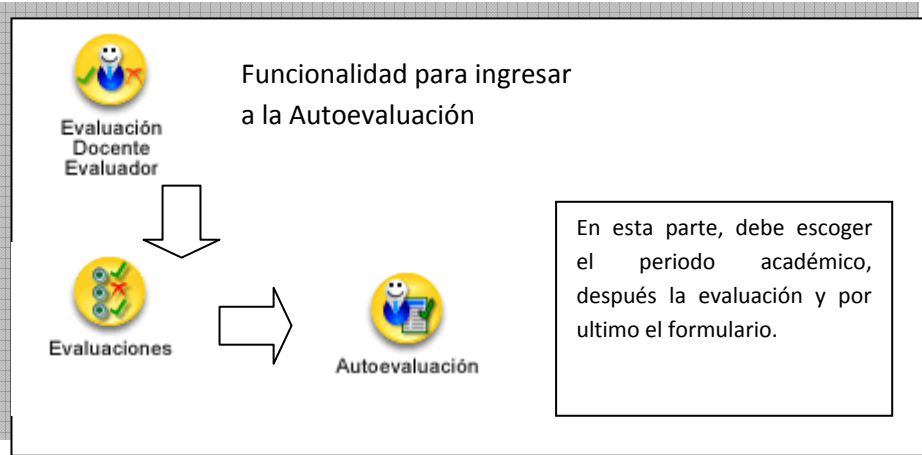 Funcionalidad para ingresar
a la Autoevaluación
Evaluación
Docente
Evaluador
En esta parte, debe escoger
el periodo académico,
después la evaluación y por
ultimo el formulario.
Evaluaciones
Autoevaluación